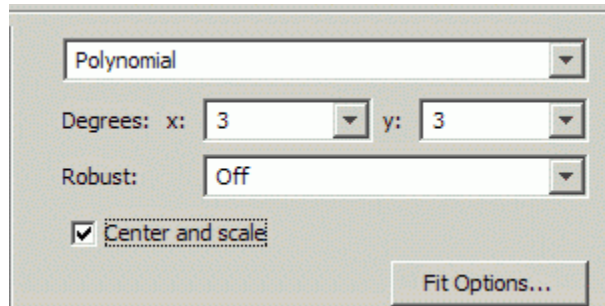 Polynomial
Degrees: x: 3 y: 3
Robust: Off
Center and scale
Fit Options...